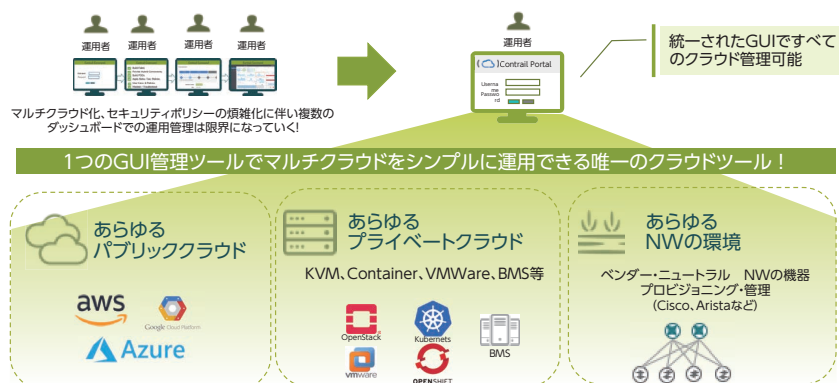 運用者
運用者
運用者
運用者
運用者
統一されたGUIですべて
のクラウド管理可能
Contrail Portal
Userna
me
Passwo
rd
マルチクラウド化、セキュリティポリシーの煩雑化に伴い複数の
ダッシュボードでの運用管理は限界になっていく!
1つのGUI管理ツールでマルチクラウドをシンプルに運用できる唯一のクラウドツール！
あらゆる
パブリッククラウド
aws
Google Cloud Platform
Azure
あらゆる
プライベートクラウド
KVM、Container、VMWare、BMS等
OpenStack
Kubernets
BMS
vmware
OPENSHIFT
あらゆる
NWの環境
ベンダー・ニュートラル　NWの機器
プロビジョニング・管理
(Cisco、Aristaなど)